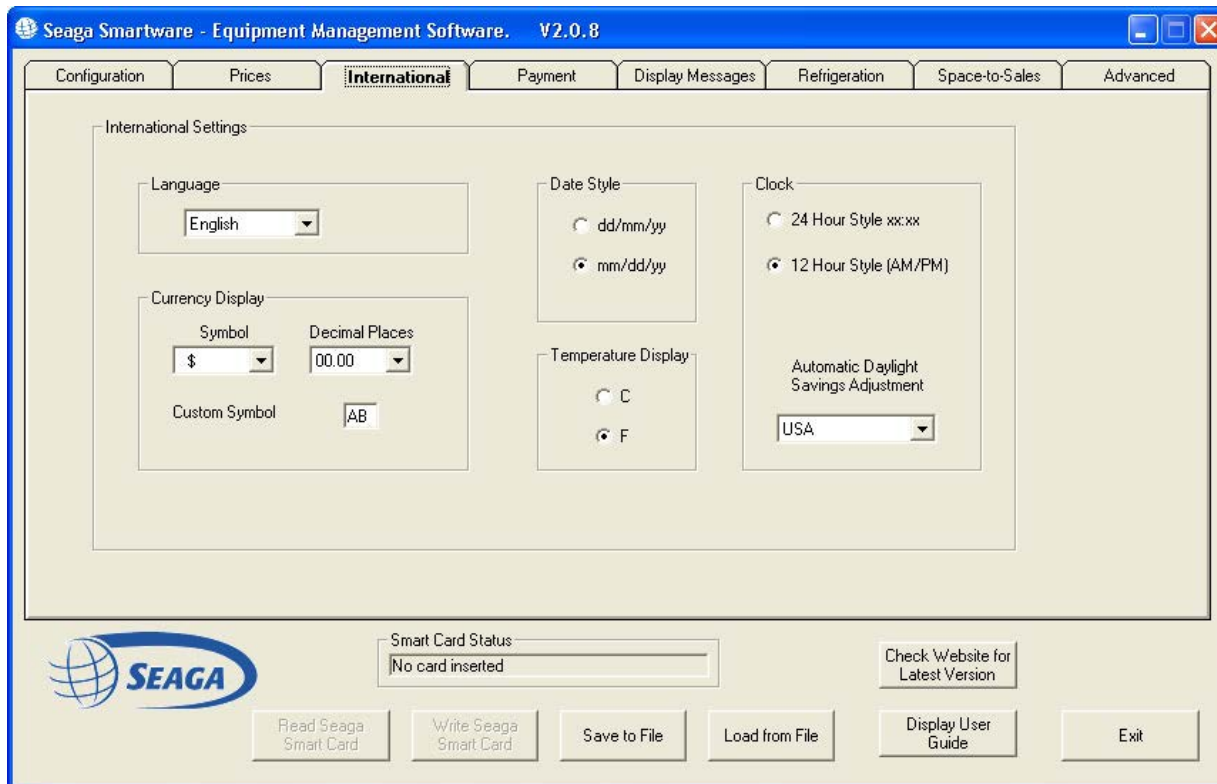 Seaga Smartware - Equipment Management Software. V2.0.8
Configuration Prices International Payment Display Messages Refrigeration Space-to-Sales Advanced
International Settings
Language
English
Date Style
dd/mm/yy
mm/dd/yy
Clock
24 Hour Style xx:xx
12 Hour Style (AM/PM)
Automatic Daylight
Savings Adjustment
USA
Currency Display
Symbol Decimal Places
$ 00.00
Custom Symbol AB
Temperature Display
C
F
SEAGA
Smart Card Status
No card inserted
Check Website for
Latest Version
Read Seaga
Smart Card
Write Seaga
Smart Card
Save to File
Load from File
Display User
Guide
Exit